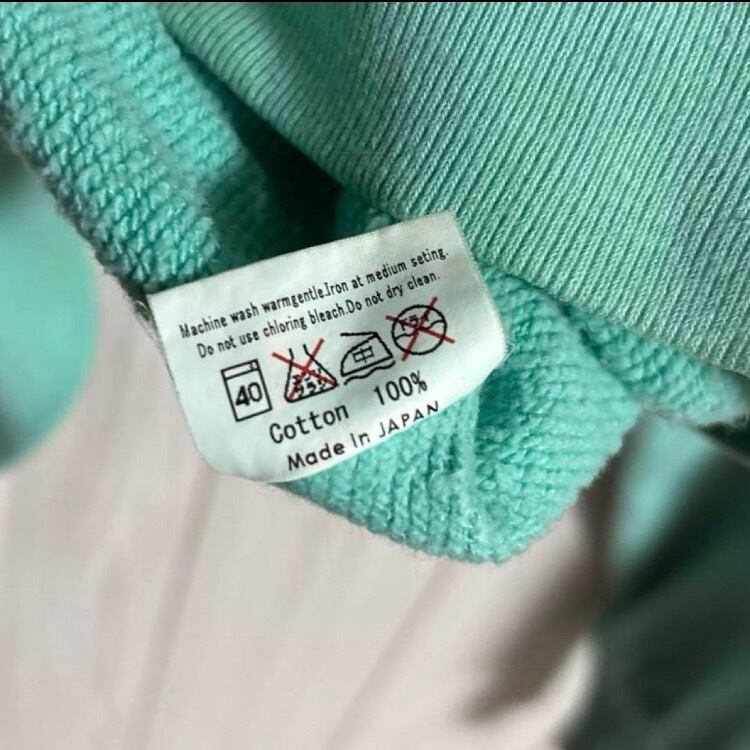 Machine wash warmgentle.Iron at medium seting.
Do not use chloring bleach.Do not dry clean.
40 中
Cotton 100%
Made In JAPAN